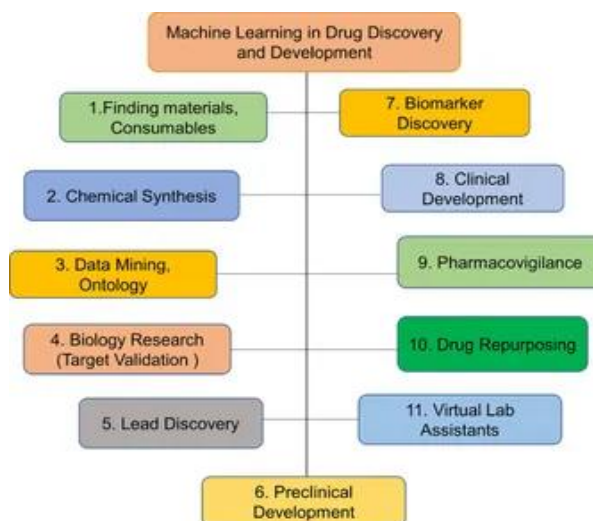 Machine Learning in Drug Discovery
and Development
1.Finding materials,
Consumables
2. Chemical Synthesis
3. Data Mining,
Ontology
4. Biology Research
(Target Validation )
5. Lead Discovery
6. Preclinical
Development
7. Biomarker
Discovery
8. Clinical
Development
9. Pharmacovigilance
10. Drug Repurposing
11. Virtual Lab
Assistants